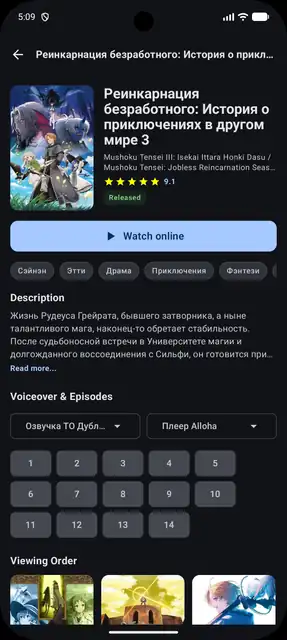 5:09
Реинкарнация безработного: История о прикл...
Реинкарнация
безработного: История о
приключениях в другом
мире 3
Mushoku Tensei III: Isekai Ittara Honki Dasu /
Mushoku Tensei: Jobless Reincarnation Seas...
9.1
Released
Watch online
Сэйнэн
Этти
Драма
Приключения
Фэнтези
Description
Жизнь Рудеуса Грейрата, бывшего затворника, а ныне
талантливого мага, наконец-то обретает стабильность.
После судьбоносной встречи в Университете магии и
долгожданного воссоединения с Сильфи, он готовится при...
Read more...
Voiceover & Episodes
Озвучка ТО Дубл...
Плеер Alloha
1 2 3 4 5
6 7 8 9 10
11 12 13 14
Viewing Order